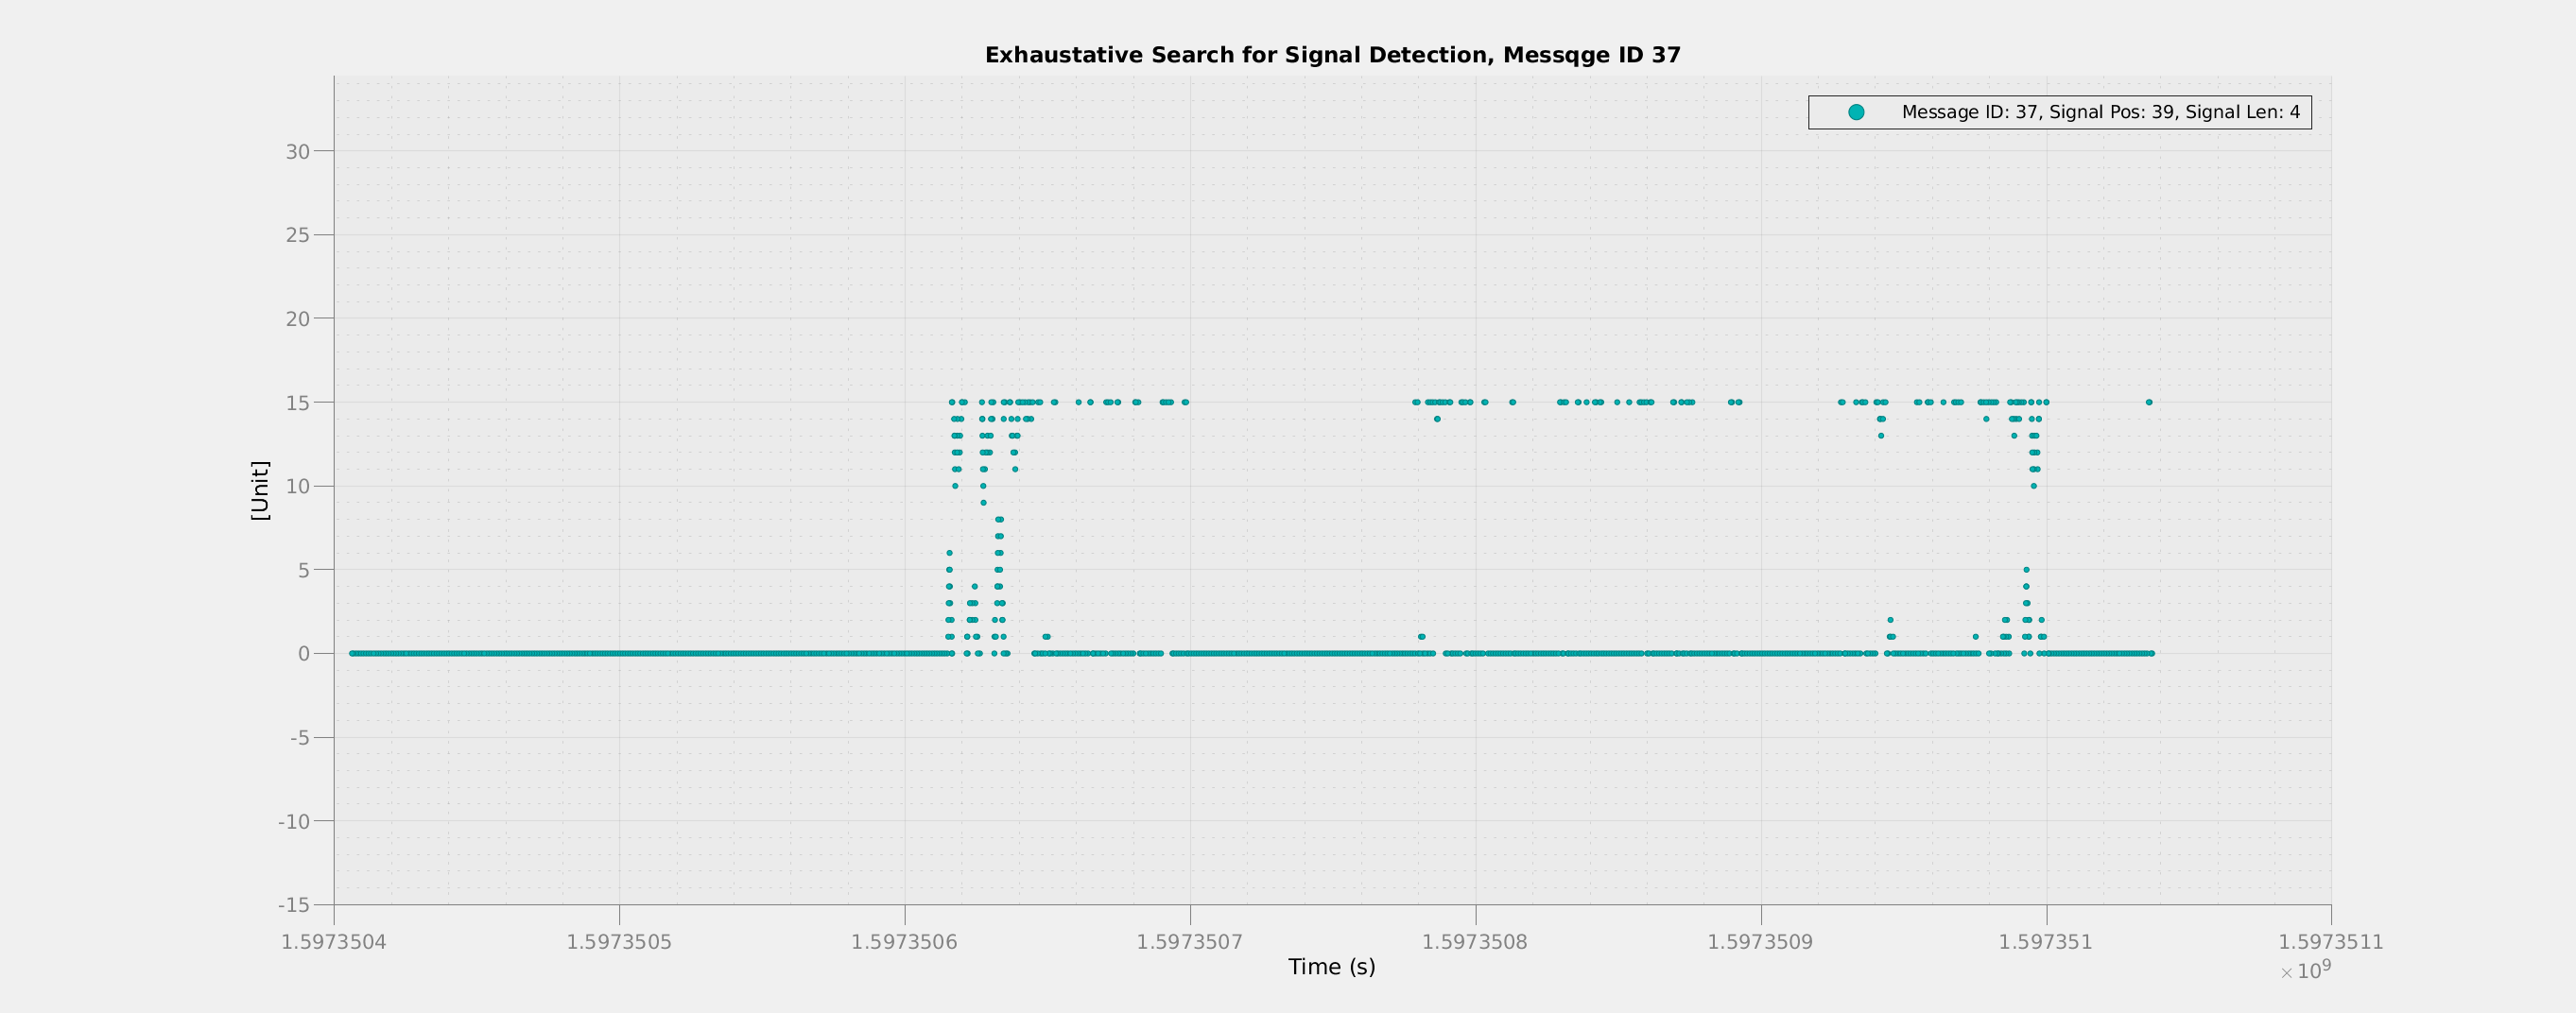 Exhaustative Search for Signal Detection, Messqge ID 37
Message ID: 37, Signal Pos: 39, Signal Len: 4
30
25
20
15
10
5
0
-5
-10
-15
[Unit]
1.5973504 1.5973505 1.5973506 1.5973507 1.5973508 1.5973509 1.597351 1.5973511
Time (s)
×10⁹